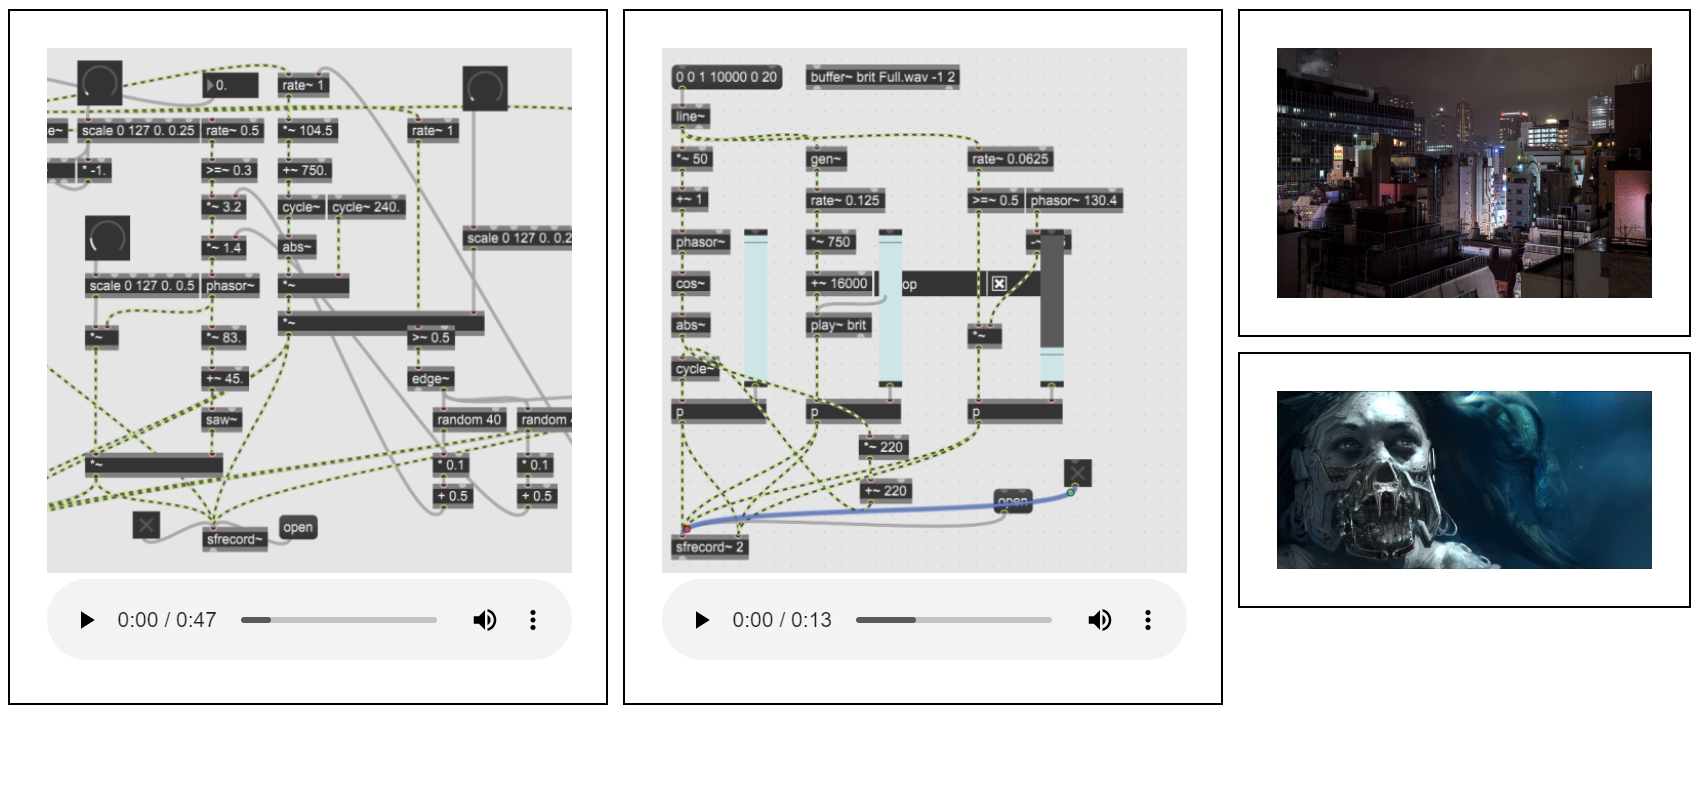 0.
rate~ 1
scale 0 127 0. 0.25
rate~ 0.5
*~ 104.5
rate~ 1
* -1.
>=~ 0.3
+~ 750.
*~ 3.2
cycle~
cycle~ 240.
*~ 1.4
abs~
scale 0 127 0. 0.2
scale 0 127 0. 0.5
phasor~
*~
*~
*~
*~ 83.
>~ 0.5
+~ 45.
edge~
saw~
random 40
random
*~
* 0.1
* 0.1
+ 0.5
+ 0.5
open
sfrecord~
0:00 / 0:47
0 0 1 10000 0 20
buffer~ brit Full.wav -1 2
line~
*~ 50
gen~
rate~ 0.0625
+~ 1
rate~ 0.125
>=~ 0.5
phasor~ 130.4
phasor~
*~ 750
cos~
+~ 16000
op
abs~
play~ brit
*~
cycle~
p
p
p
*~ 220
+~ 220
open
sfrecord~ 2
0:00 / 0:13